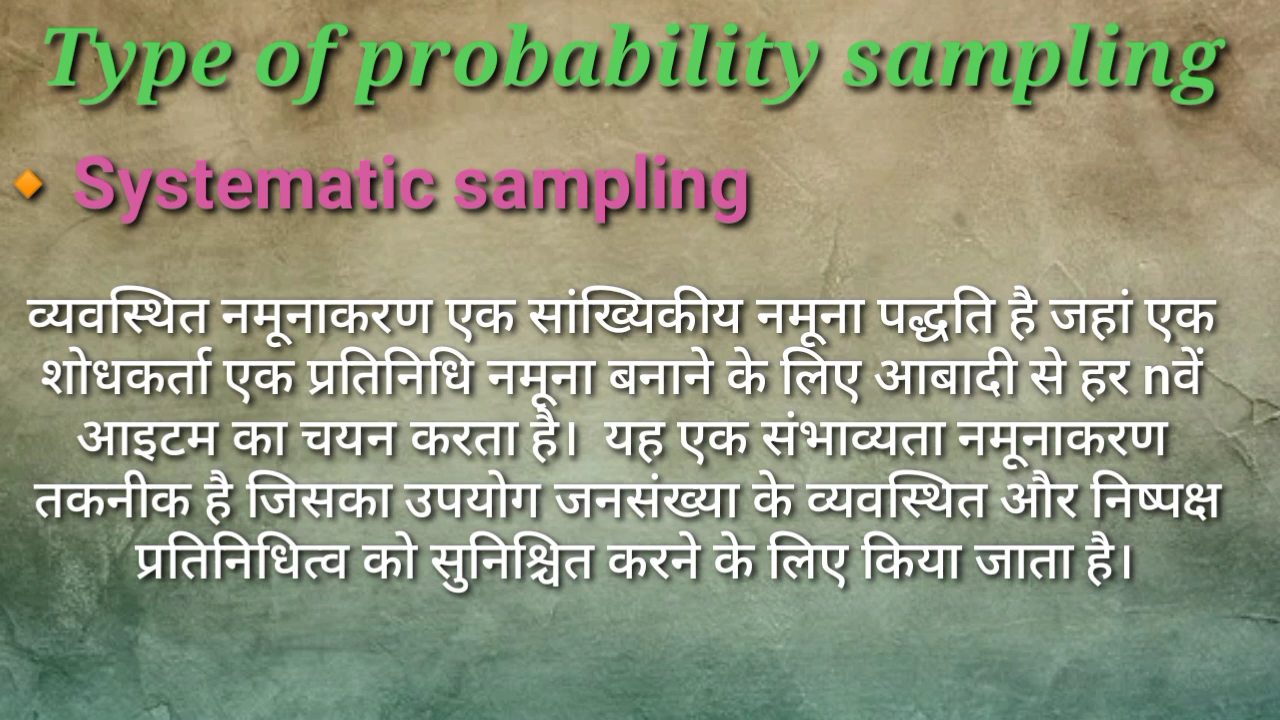 Type of probability sampling
🔸 Systematic sampling
व्यवस्थित नमूनाकरण एक सांख्यिकीय नमूना पद्धति है जहां एक
शोधकर्ता एक प्रतिनिधि नमूना बनाने के लिए आबादी से हर nवें
आइटम का चयन करता है।  यह एक संभाव्यता नमूनाकरण
तकनीक है जिसका उपयोग जनसंख्या के व्यवस्थित और निष्पक्ष
प्रतिनिधित्व को सुनिश्चित करने के लिए किया जाता है।